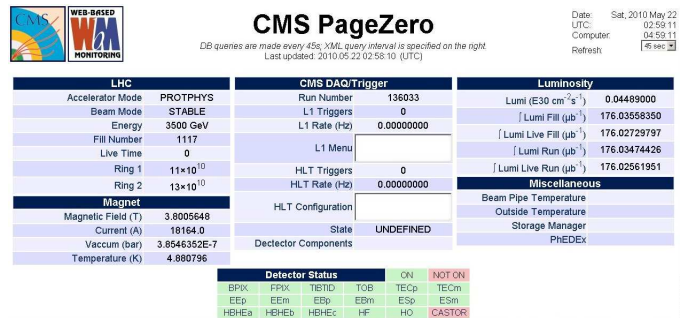 CMS
WEB-BASED
WBM
MONITORING
CMS PageZero
DB queries are made every 45s; XML query interval is specified on the right
Last updated: 2010.05.22 02:58:10 (UTC)
Date: Sat, 2010 May 22
UTC: 02:59:11
Computer: 04:59:11
Refresh: 45 sec
LHC
Accelerator Mode PROTPHYS
Beam Mode STABLE
Energy 3500 GeV
Fill Number 1117
Live Time 0
Ring 1 11×10^10
Ring 2 13×10^10
Magnet
Magnetic Field (T) 3.8005648
Current (A) 18164.0
Vaccum (bar) 3.8546352E-7
Temperature (K) 4.880796
CMS DAQ/Trigger
Run Number 136033
L1 Triggers 0
L1 Rate (Hz) 0.00000000
L1 Menu
HLT Triggers 0
HLT Rate (Hz) 0.00000000
HLT Configuration
State UNDEFINED
Dectector Components
Luminosity
Lumi (E30 cm^-2s^-1) 0.04489000
∫ Lumi Fill (μb^-1) 176.03558350
∫ Lumi Live Fill (μb^-1) 176.02729797
∫ Lumi Run (μb^-1) 176.03474426
∫ Lumi Live Run (μb^-1) 176.02561951
Miscellaneous
Beam Pipe Temperature
Outside Temperature
Storage Manager
PhEDEx
Detector Status ON NOT ON
BPIX FPIX TIBTID TOB TECp TECm
EEp EEm EBp EBm ESp ESm
HBHEa HBHEb HBHEc HF HO CASTOR